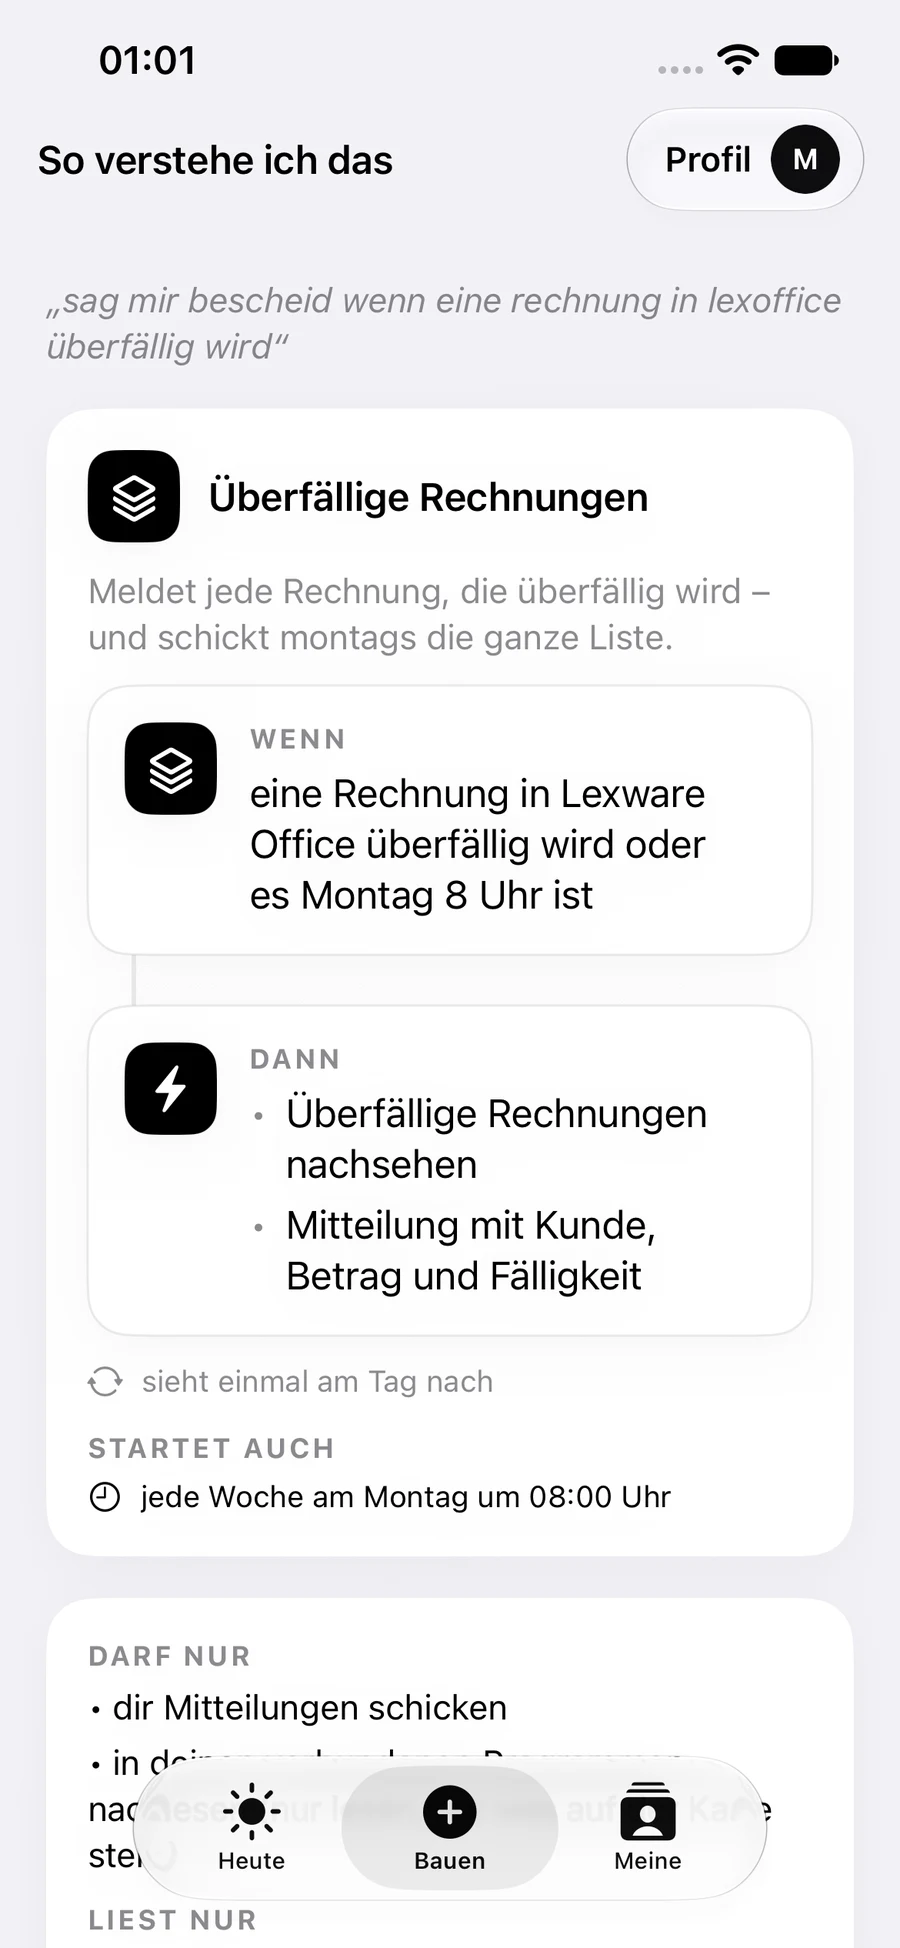 01:01
So verstehe ich das
Profil M
„sag mir bescheid wenn eine rechnung in lexoffice
überfällig wird“
Überfällige Rechnungen
Meldet jede Rechnung, die überfällig wird –
und schickt montags die ganze Liste.
WENN
eine Rechnung in Lexware
Office überfällig wird oder
es Montag 8 Uhr ist
DANN
• Überfällige Rechnungen
nachsehen
• Mitteilung mit Kunde,
Betrag und Fälligkeit
sieht einmal am Tag nach
STARTET AUCH
jede Woche am Montag um 08:00 Uhr
DARF NUR
• dir Mitteilungen schicken
• in
Heute
Bauen
Meine
LIEST NUR